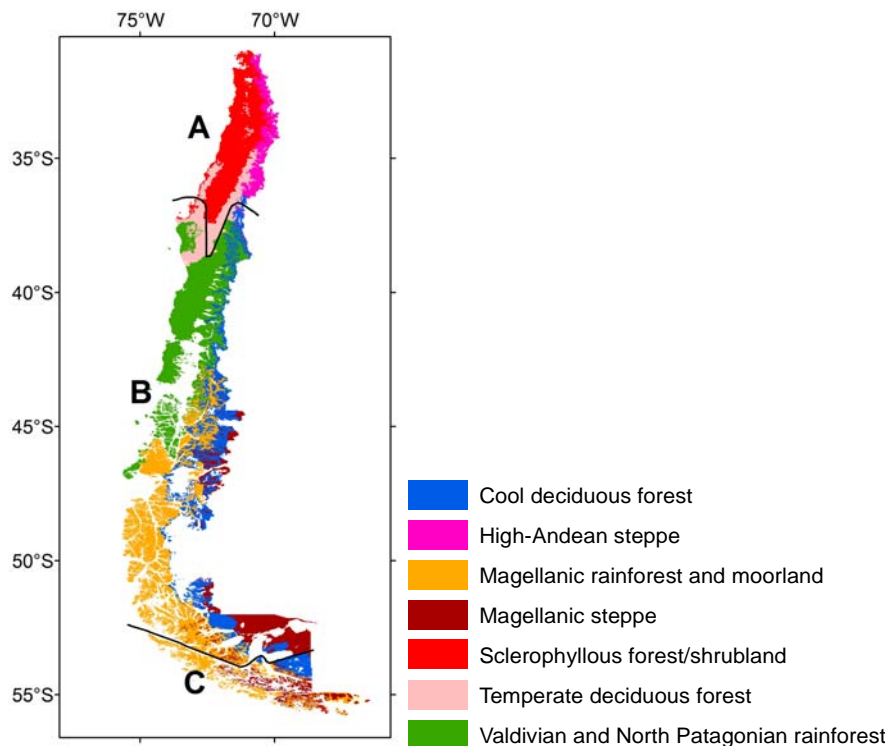 75°W 70°W
A
35°S
40°S
B
45°S
50°S
C
55°S
Cool deciduous forest
High-Andean steppe
Magellanic rainforest and moorland
Magellanic steppe
Sclerophyllous forest/shrubland
Temperate deciduous forest
Valdivian and North Patagonian rainforest